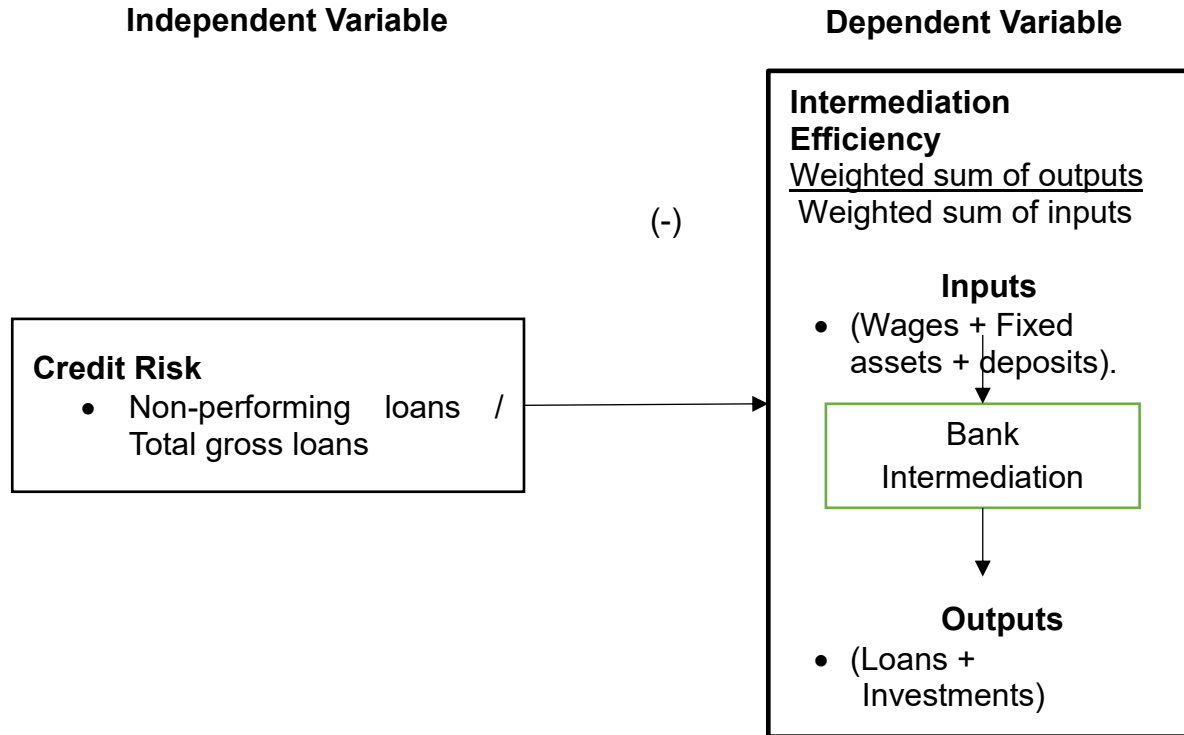 Independent Variable
Dependent Variable
Intermediation
Efficiency
Weighted sum of outputs
Weighted sum of inputs
(-)
Inputs
• (Wages + Fixed
assets + deposits).
Credit Risk
• Non-performing loans /
Total gross loans
Bank
Intermediation
Outputs
• (Loans +
Investments)